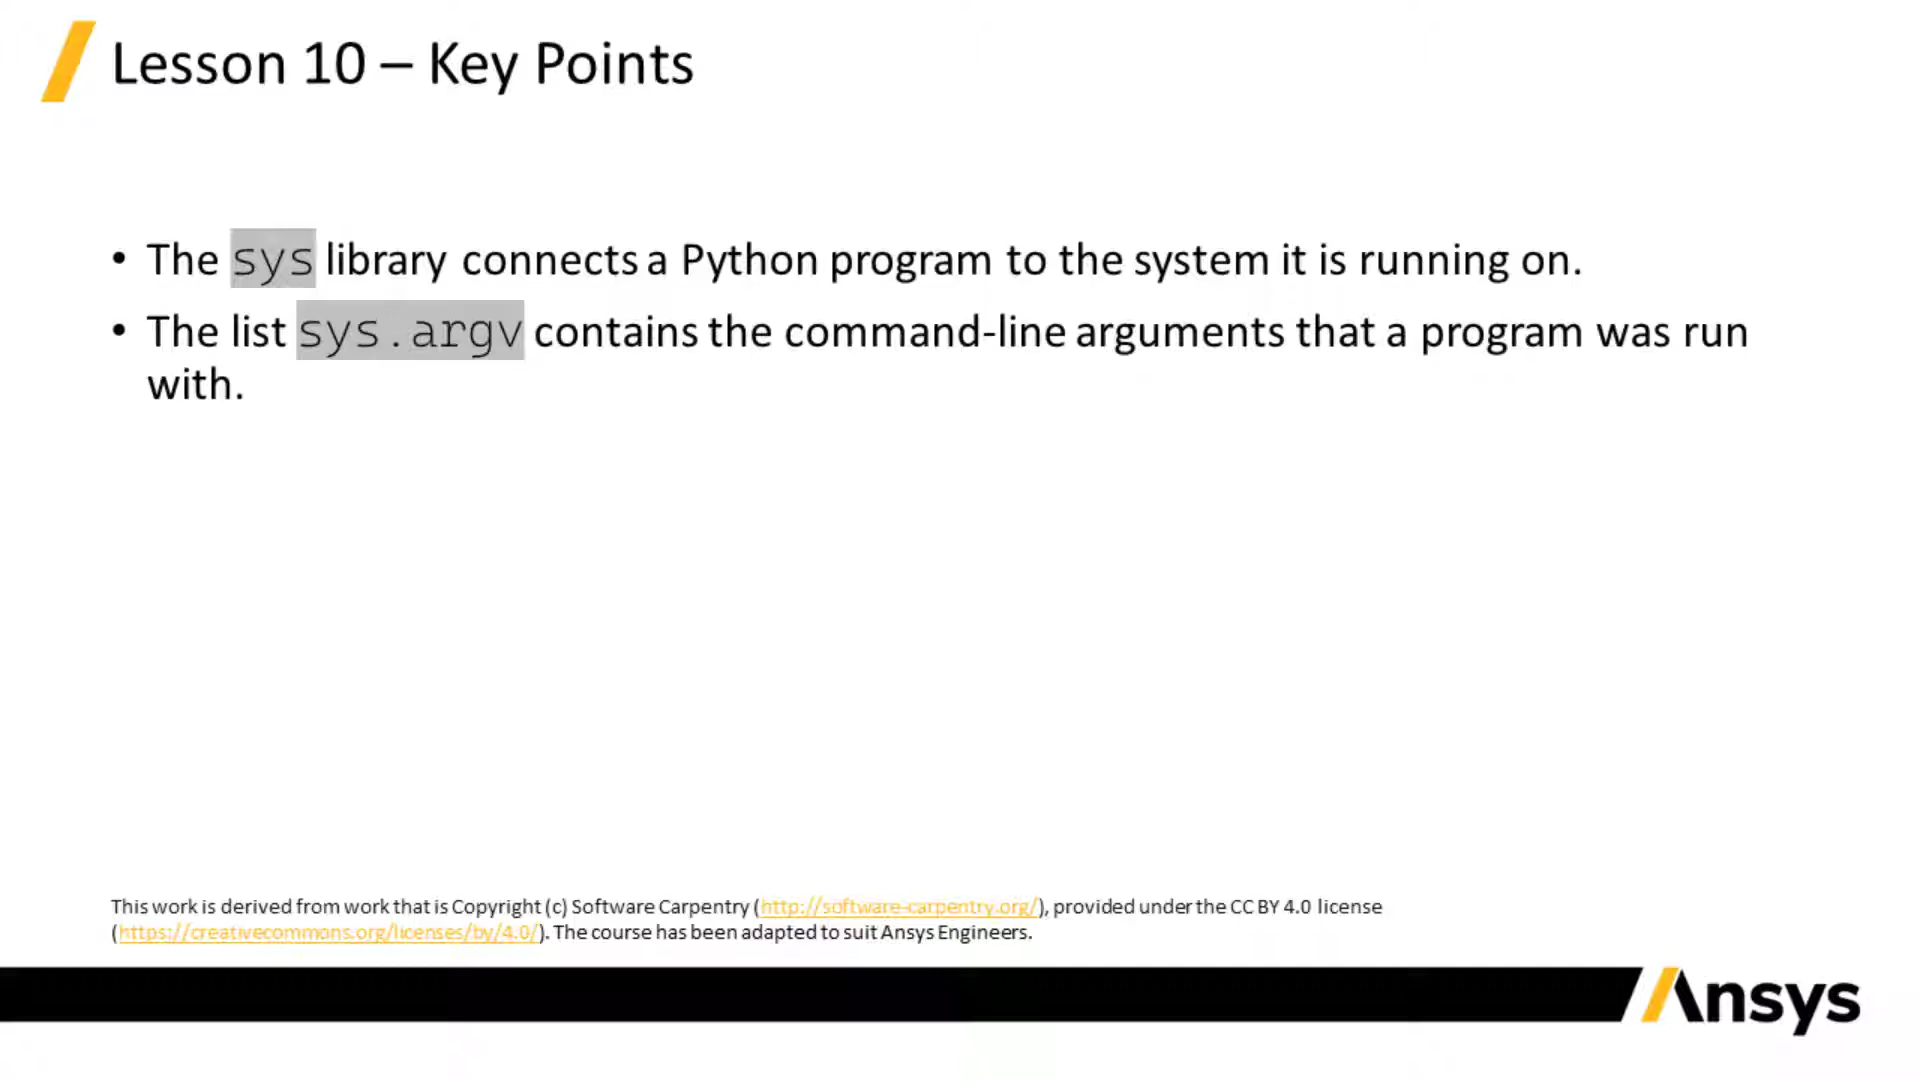 Lesson 10 – Key Points
• The sys library connects a Python program to the system it is running on.
• The list sys.argv contains the command-line arguments that a program was run
with.
This work is derived from work that is Copyright (c) Software Carpentry (http://software-carpentry.org/), provided under the CC BY 4.0 license
(https://creativecommons.org/licenses/by/4.0/). The course has been adapted to suit Ansys Engineers.
Ansys